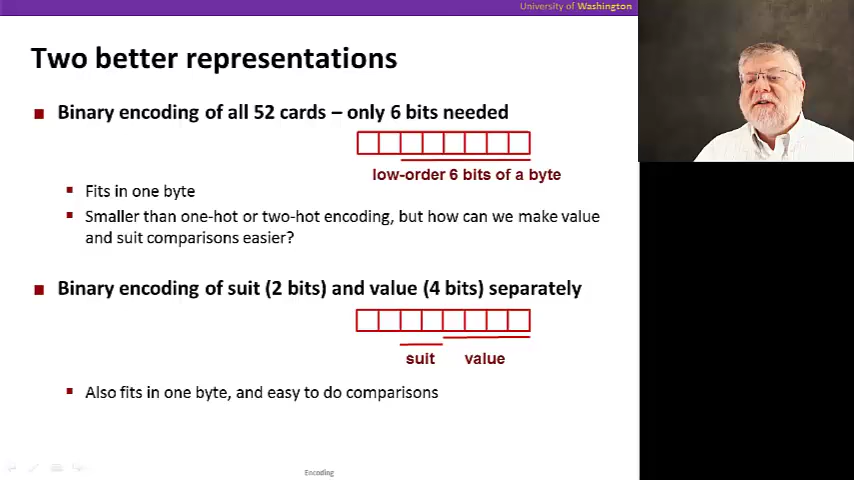 University of Washington
Two better representations
Binary encoding of all 52 cards – only 6 bits needed
low-order 6 bits of a byte
Fits in one byte
Smaller than one-hot or two-hot encoding, but how can we make value
and suit comparisons easier?
Binary encoding of suit (2 bits) and value (4 bits) separately
suit value
Also fits in one byte, and easy to do comparisons
Encoding